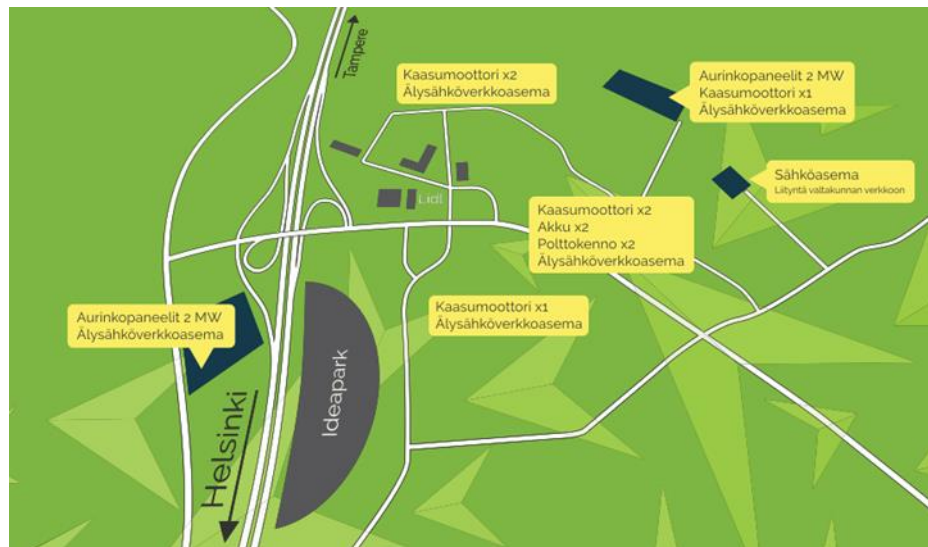 Tampere
Kaasumoottori x2
Älysähköverkkoasema
Aurinkopaneelit 2 MW
Kaasumoottori x1
Älysähköverkkoasema
Sähköasema
Liityntä valtakunnan verkkoon
Lidl
Kaasumoottori x2
Akku x2
Polttokenno x2
Älysähköverkkoasema
Aurinkopaneelit 2 MW
Älysähköverkkoasema
Kaasumoottori x1
Älysähköverkkoasema
Ideapark
Helsinki